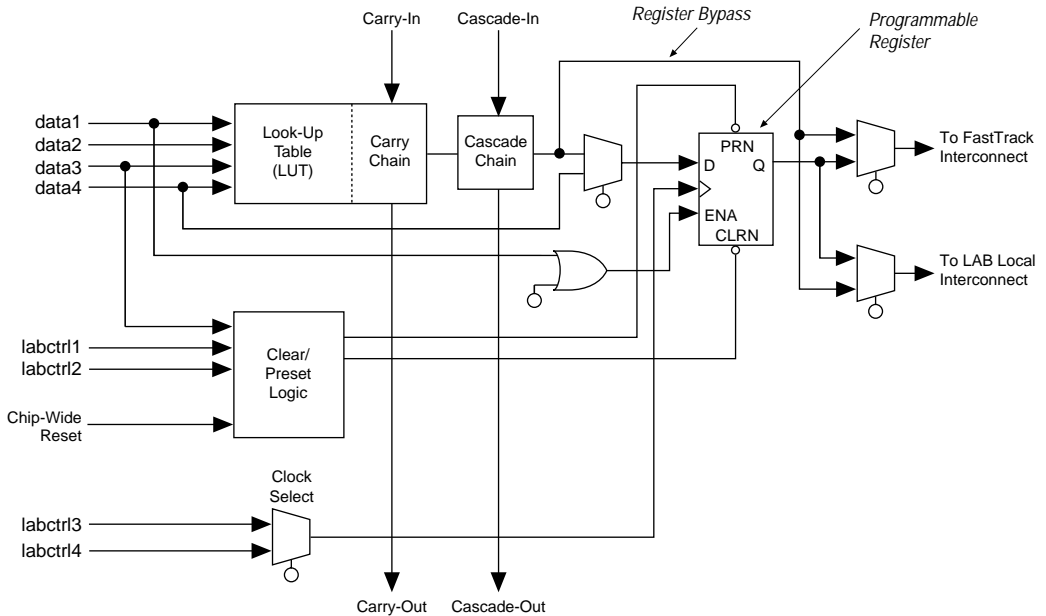 Carry-In
Cascade-In
Register Bypass
Programmable
Register
data1
data2
data3
data4
Look-Up
Table
(LUT)
Carry
Chain
Cascade
Chain
PRN
D
Q
ENA
CLRN
To FastTrack
Interconnect
To LAB Local
Interconnect
labctrl1
labctrl2
Clear/
Preset
Logic
Chip-Wide
Reset
Clock
Select
labctrl3
labctrl4
Carry-Out
Cascade-Out